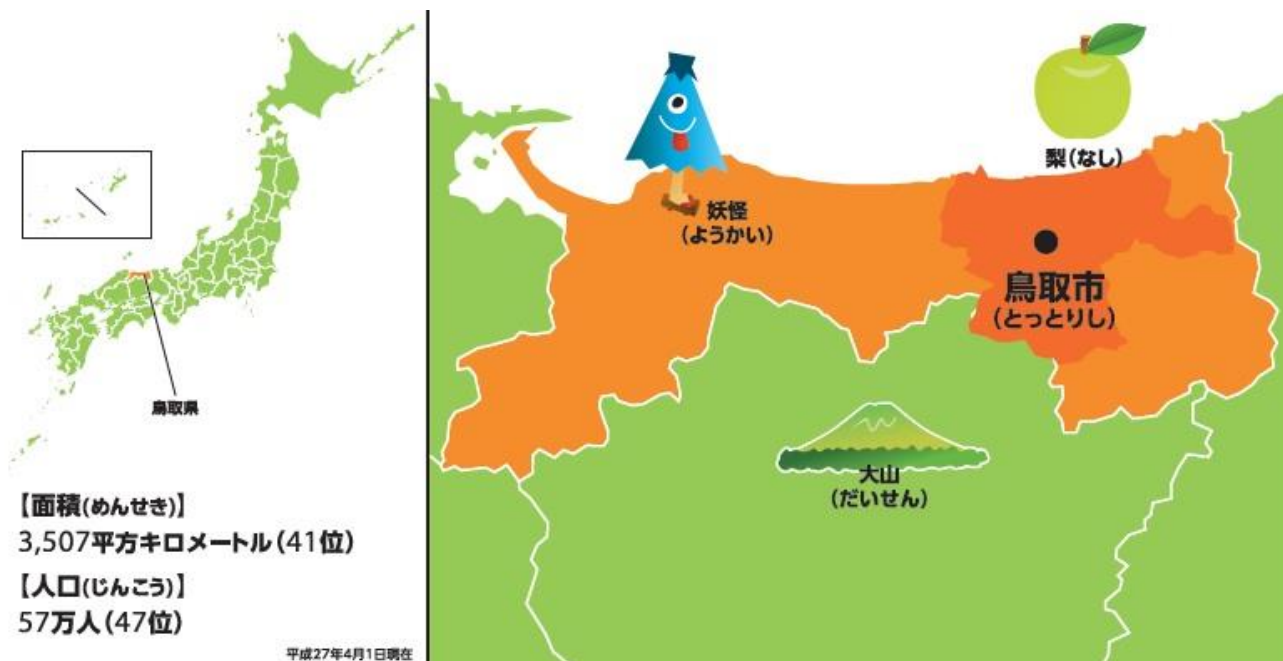 鳥取県
【面積(めんせき)】
3,507平方キロメートル(41位)
【人口(じんこう)】
57万人(47位)
平成27年4月1日現在
妖怪
(ようかい)
梨(なし)
鳥取市
(とっとりし)
大山
(だいせん)